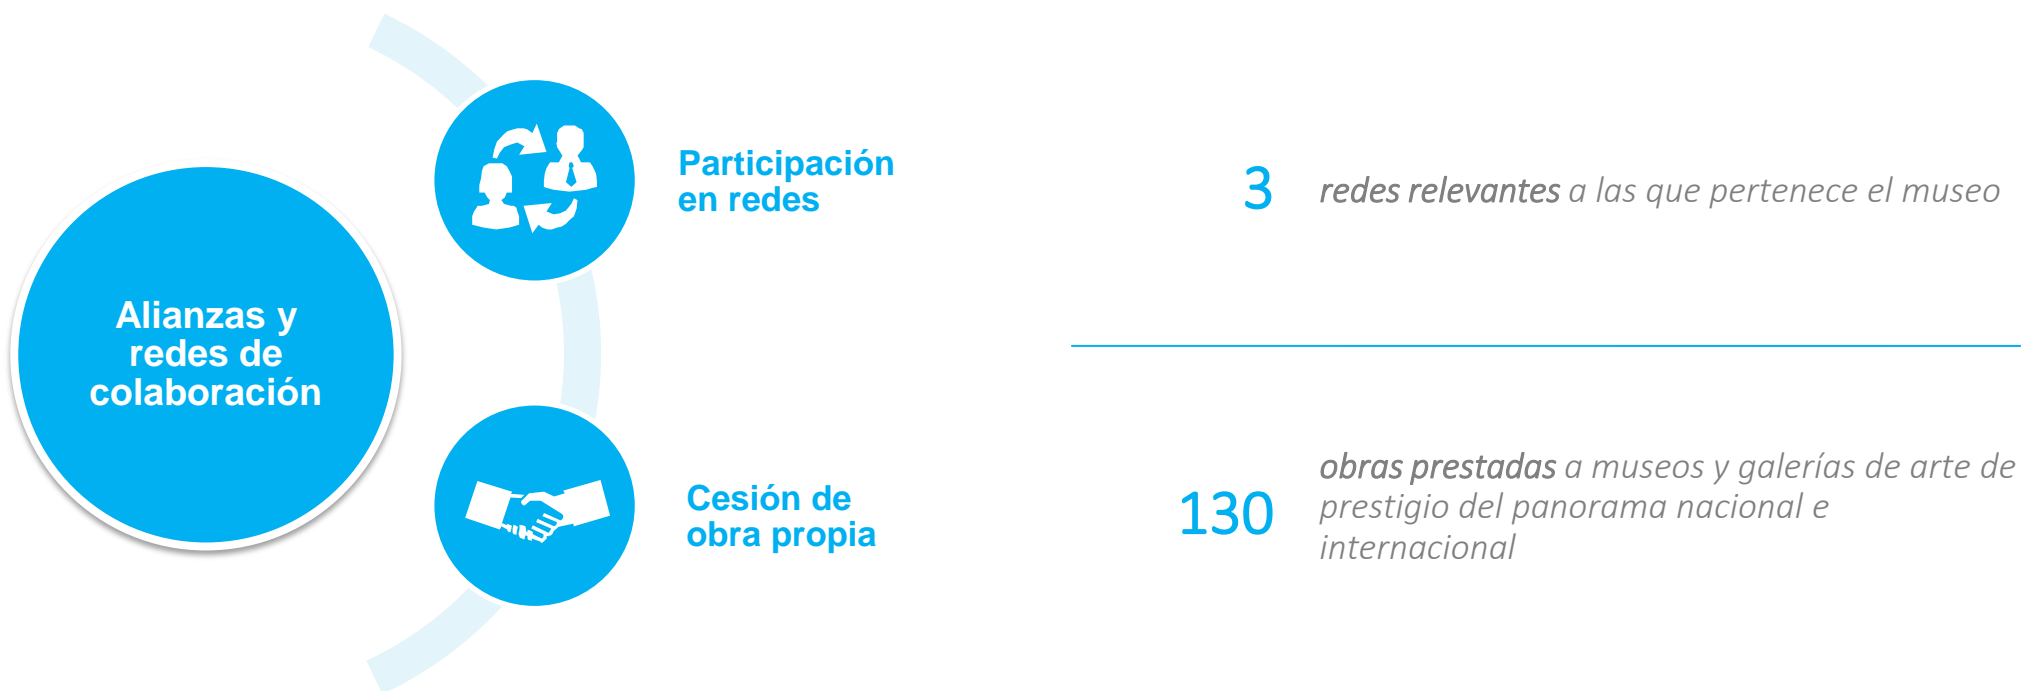 Alianzas y
redes de
colaboración
Participación
en redes
3
redes relevantes a las que pertenece el museo
Cesión de
obra propia
130
obras prestadas a museos y galerías de arte de
prestigio del panorama nacional e
internacional